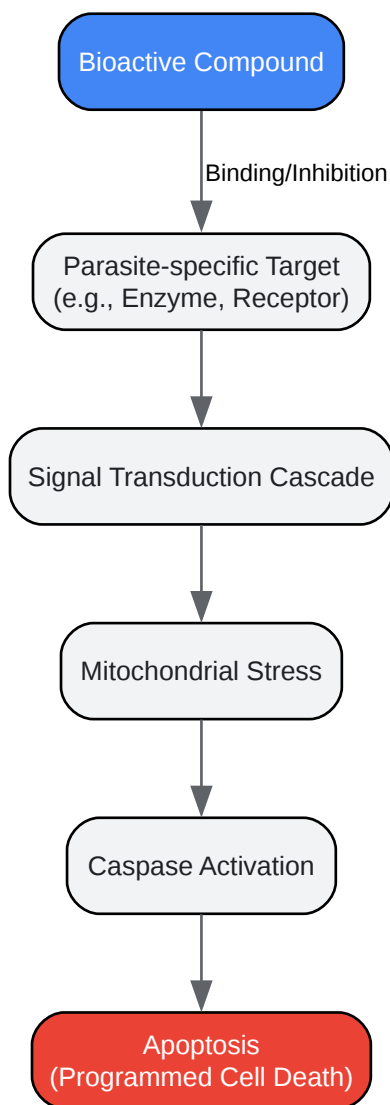 Bioactive Compound
Binding/Inhibition
Parasite-specific Target
(e.g., Enzyme, Receptor)
Signal Transduction Cascade
Mitochondrial Stress
Caspase Activation
Apoptosis
(Programmed Cell Death)